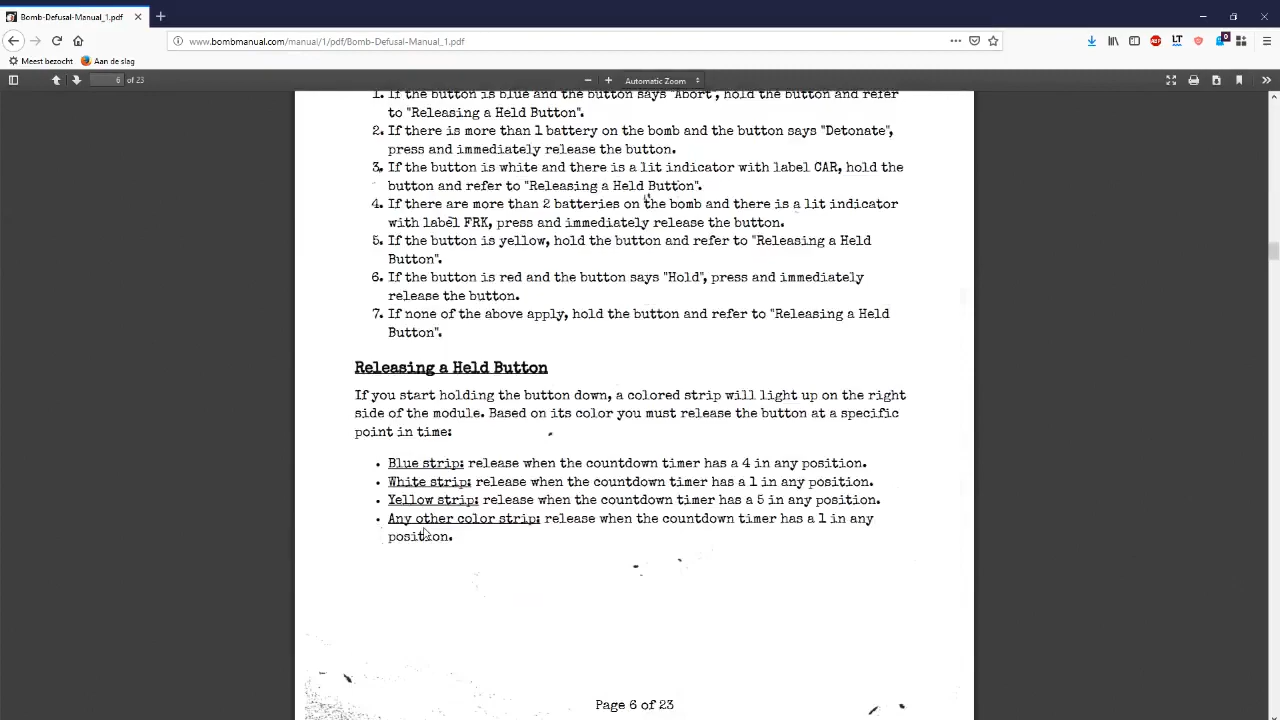 Bomb-Defusal-Manual_1.pdf
www.bombmanual.com/manual/1/pdf/Bomb-Defusal-Manual_1.pdf
Meest bezocht Aan de slag
6 of 23 Automatic Zoom
1. If the button is blue and the button says "Abort", hold the button and refer
to "Releasing a Held Button".
2. If there is more than 1 battery on the bomb and the button says "Detonate",
press and immediately release the button.
3. If the button is white and there is a lit indicator with label CAR, hold the
button and refer to "Releasing a Held Button".
4. If there are more than 2 batteries on the bomb and there is a lit indicator
with label FRK, press and immediately release the button.
5. If the button is yellow, hold the button and refer to "Releasing a Held
Button".
6. If the button is red and the button says "Hold", press and immediately
release the button.
7. If none of the above apply, hold the button and refer to "Releasing a Held
Button".
Releasing a Held Button
If you start holding the button down, a colored strip will light up on the right
side of the module. Based on its color you must release the button at a specific
point in time:
• Blue strip: release when the countdown timer has a 4 in any position.
• White strip: release when the countdown timer has a 1 in any position.
• Yellow strip: release when the countdown timer has a 5 in any position.
• Any other color strip: release when the countdown timer has a 1 in any
position.
Page 6 of 23